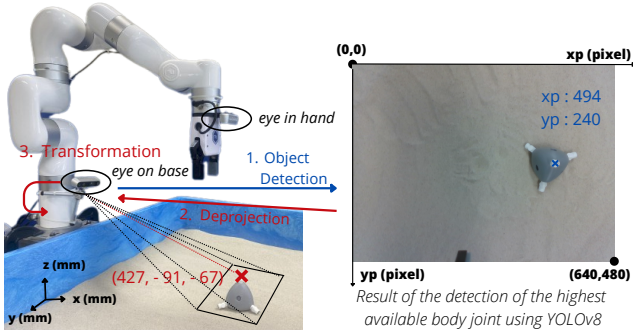 (0,0)
xp (pixel)
xp : 494
yp : 240
eye in hand
3. Transformation
eye on base
1. Object
Detection
2. Deprojection
z (mm)
(427, - 91, - 67)
x (mm)
y (mm)
yp (pixel)
(640,480)
Result of the detection of the highest
available body joint using YOLOv8